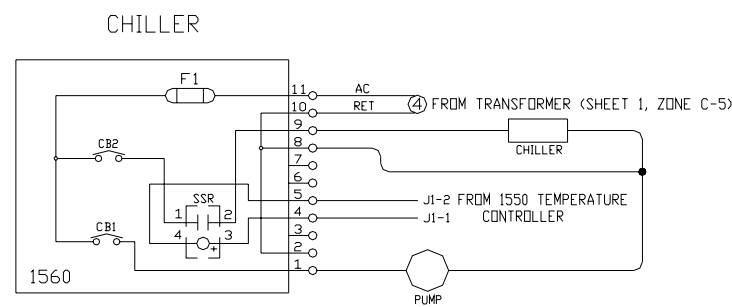 CHILLER
F1
11
AC
10
RET
4 FROM TRANSFORMER (SHEET 1, ZONE C-5)
9
CB2
8
CHILLER
7
6
SSR
5
J1-2 FROM 1550 TEMPERATURE
1 2
4
J1-1 CONTROLLER
CB1
4 3
+
3
2
1
1560
PUMP